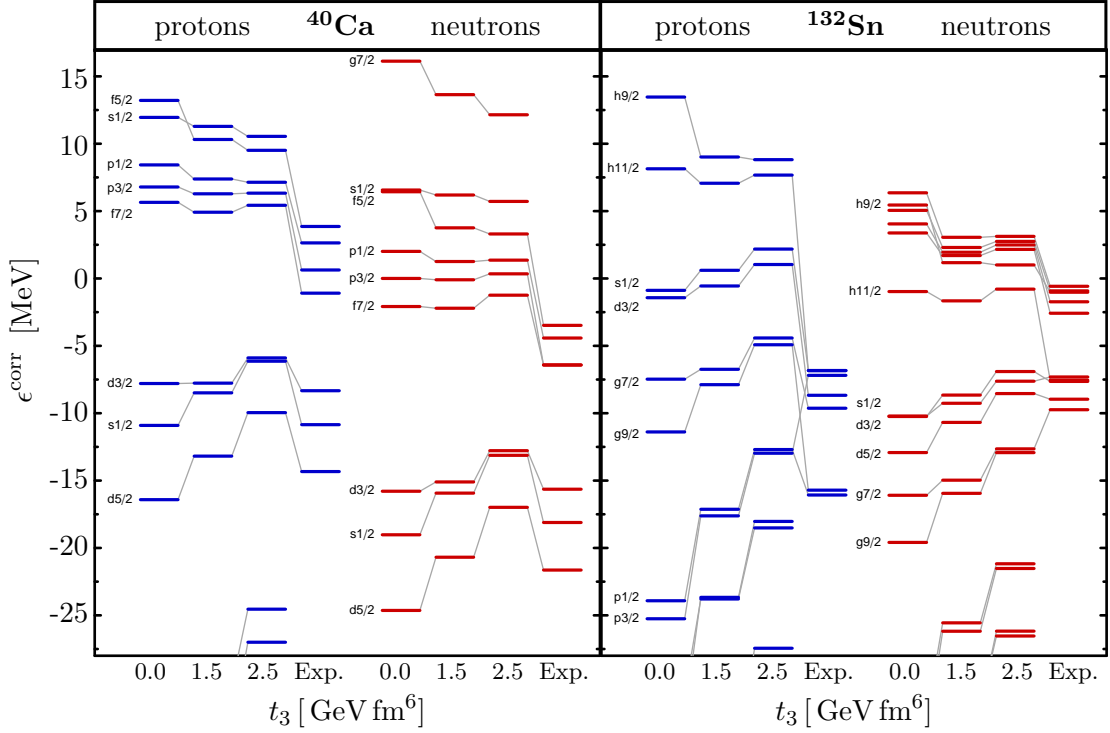 protons ⁴⁰Ca neutrons protons ¹³²Sn neutrons
ϵ^corr [MeV]
15
10
5
0
-5
-10
-15
-20
-25
f5/2
s1/2
p1/2
p3/2
f7/2
d3/2
s1/2
d5/2
g7/2
s1/2
f5/2
p1/2
p3/2
f7/2
d3/2
s1/2
d5/2
h9/2
h11/2
s1/2
d3/2
g7/2
g9/2
p1/2
p3/2
h9/2
h11/2
s1/2
d3/2
d5/2
g7/2
g9/2
0.0 1.5 2.5 Exp. 0.0 1.5 2.5 Exp. 0.0 1.5 2.5 Exp. 0.0 1.5 2.5 Exp.
t₃ [ GeV fm⁶] t₃ [ GeV fm⁶]